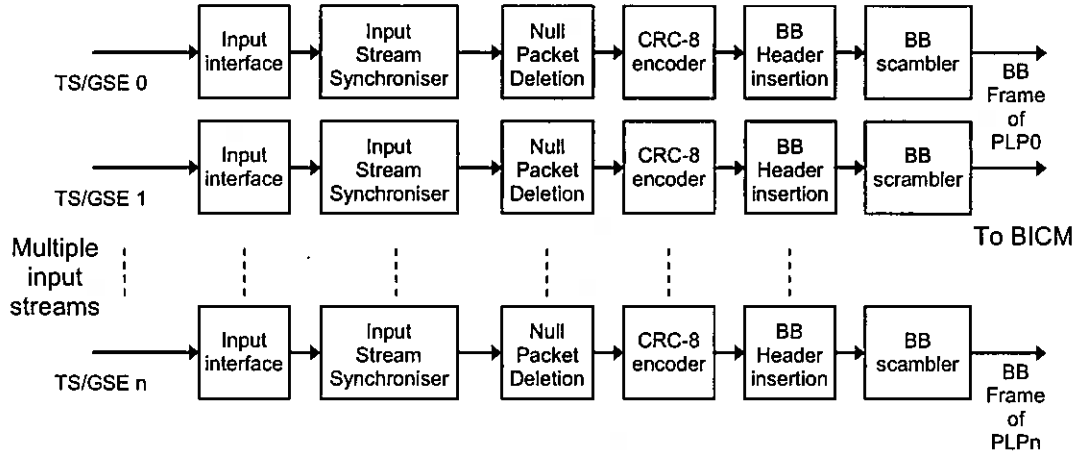 Input interface
Input Stream Synchroniser
Null Packet Deletion
CRC-8 encoder
BB Header insertion
BB scambler
TS/GSE 0
BB Frame of PLP0
Input interface
Input Stream Synchroniser
Null Packet Deletion
CRC-8 encoder
BB Header insertion
BB scrambler
TS/GSE 1
To BICM
Multiple input streams
Input interface
Input Stream Synchroniser
Null Packet Deletion
CRC-8 encoder
BB Header insertion
BB scambler
TS/GSE n
BB Frame of PLPn